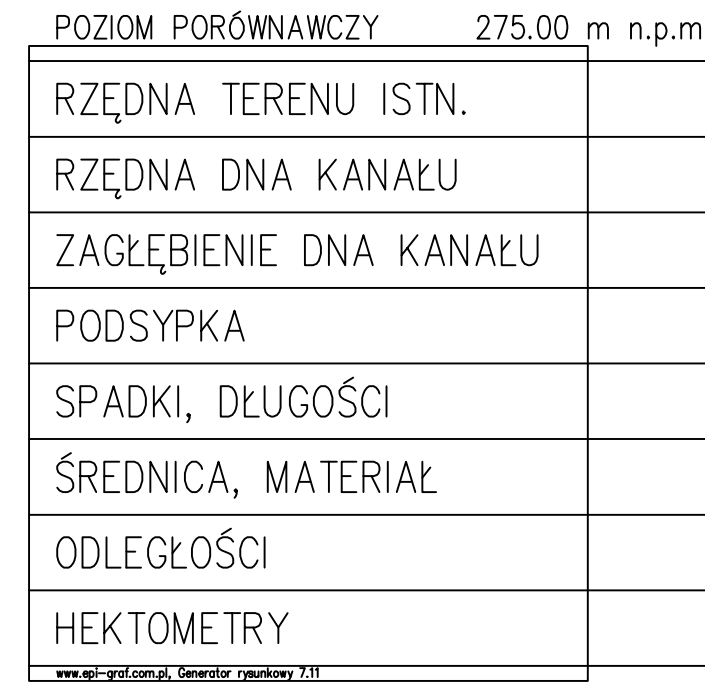 POZIOM PORÓWNAWCZY 275.00 m n.p.m
RZĘDNA TERENU ISTN.
RZĘDNA DNA KANAŁU
ZAGŁĘBIENIE DNA KANAŁU
PODSYPKA
SPADKI, DŁUGOŚCI
ŚREDNICA, MATERIAŁ
ODLEGŁOŚCI
HEKTOMETRY
www.epi-graf.com.pl, Generator rysunkowy 7.11